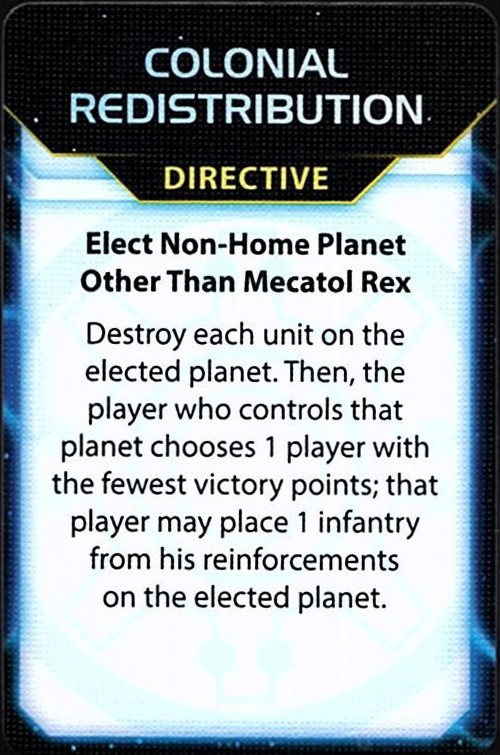 COLONIAL
REDISTRIBUTION
DIRECTIVE
Elect Non-Home Planet
Other Than Mecatol Rex
Destroy each unit on the
elected planet. Then, the
player who controls that
planet chooses 1 player with
the fewest victory points; that
player may place 1 infantry
from his reinforcements
on the elected planet.